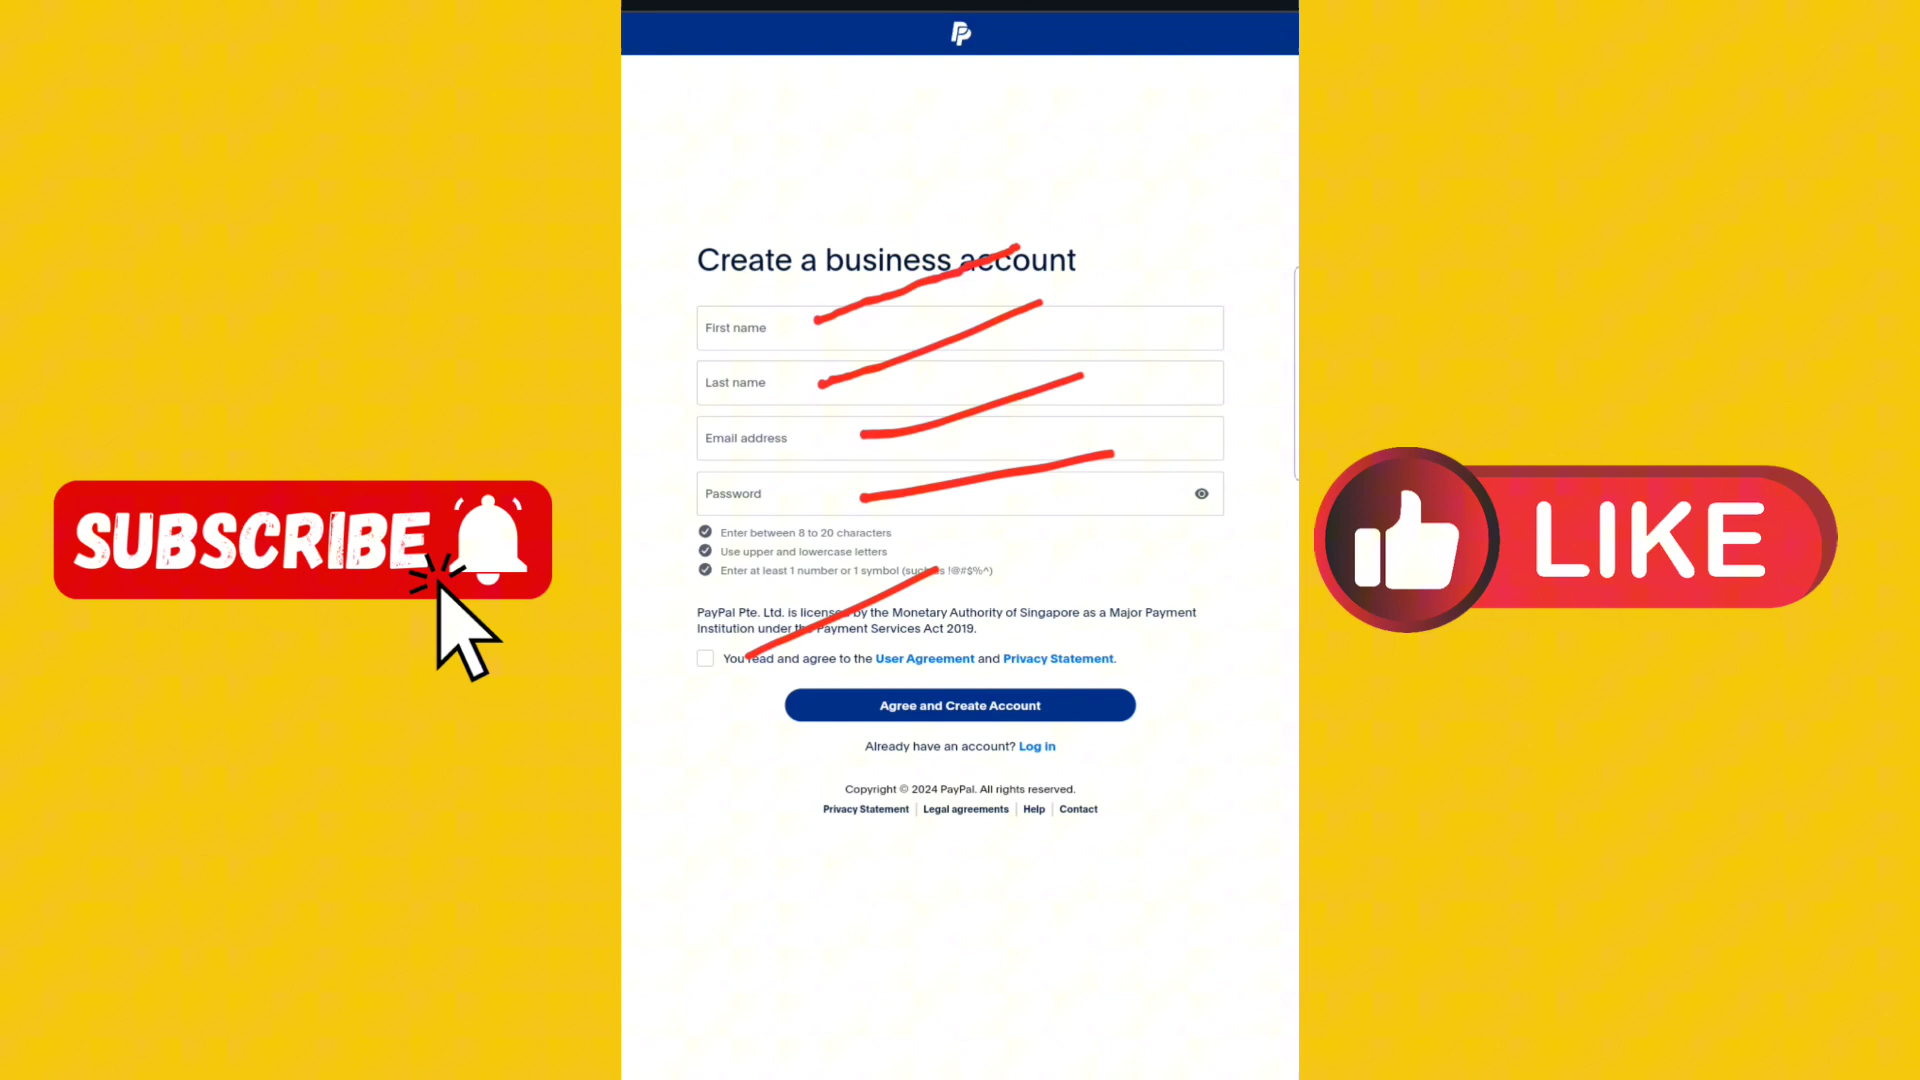 Create a business account
First name
Last name
Email address
Password
Enter between 8 to 20 characters
Use upper and lowercase letters
Enter at least 1 number or 1 symbol (such as !@#$%^)
PayPal Pte. Ltd. is licensed by the Monetary Authority of Singapore as a Major Payment
Institution under the Payment Services Act 2019.
You read and agree to the User Agreement and Privacy Statement.
Agree and Create Account
Already have an account? Log in
Copyright © 2024 PayPal. All rights reserved.
Privacy Statement | Legal agreements | Help | Contact
SUBSCRIBE
LIKE